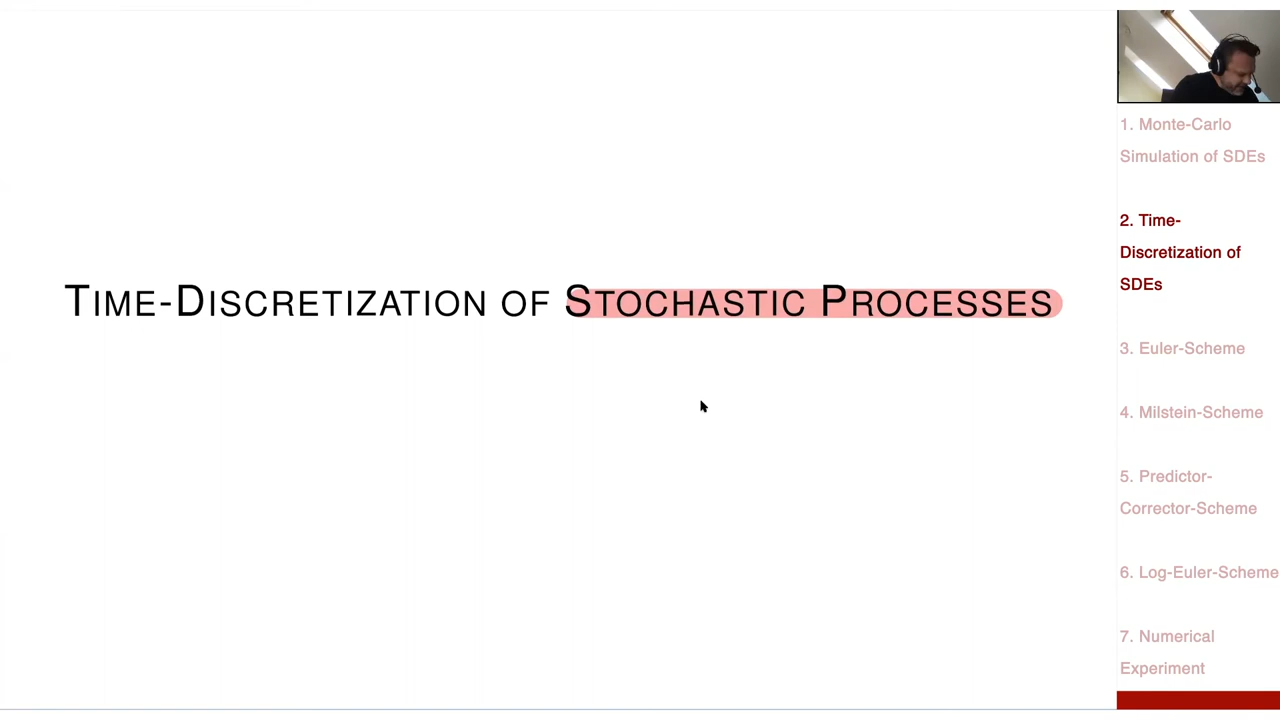 TIME-DISCRETIZATION OF STOCHASTIC PROCESSES
1. Monte-Carlo
Simulation of SDEs
2. Time-
Discretization of
SDEs
3. Euler-Scheme
4. Milstein-Scheme
5. Predictor-
Corrector-Scheme
6. Log-Euler-Scheme
7. Numerical
Experiment